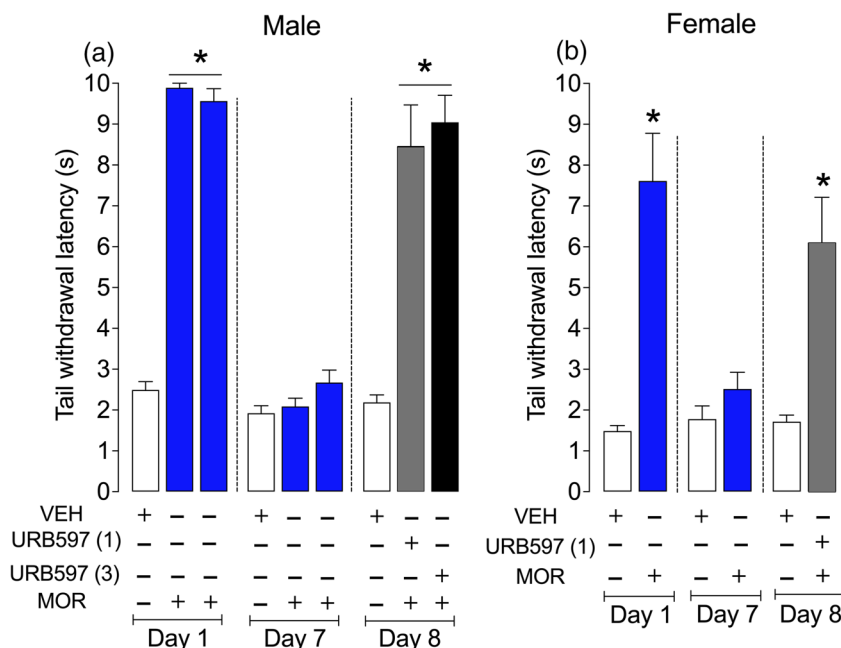 Male
Female
(a)
(b)
*
*
*
*
Tail withdrawal latency (s)
10
9
8
7
6
5
4
3
2
1
0
Tail withdrawal latency (s)
10
9
8
7
6
5
4
3
2
1
0
VEH + – – + – – + – –
URB597 (1) – – – – – – – + –
URB597 (3) – – – – – – – – +
MOR – + + – + + – + +
Day 1 Day 7 Day 8
VEH + – + – + –
URB597 (1) – – – – – +
MOR – + – + – +
Day 1 Day 7 Day 8